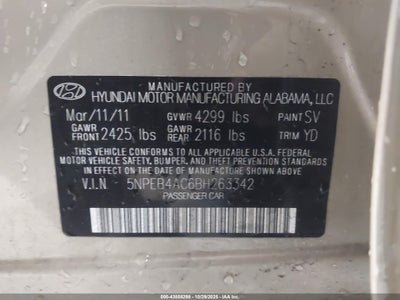 MANUFACTURED BY
HYUNDAI MOTOR MANUFACTURING ALABAMA, LLC
Mar/11/11 GVWR 4299 lbs PAINT SV
GAWR FRONT 2425 lbs GAWR REAR 2116 lbs TRIM YD
THIS VEHICLE CONFORMS TO ALL APPLICABLE U.S. FEDERAL MOTOR
VEHICLE SAFETY, BUMPER, AND THEFT PREVENTION STANDARDS
IN EFFECT ON THE DATE OF MANUFACTURE SHOWN ABOVE.
V.I.N 5NPEB4AC6BH263342
PASSENGER CAR